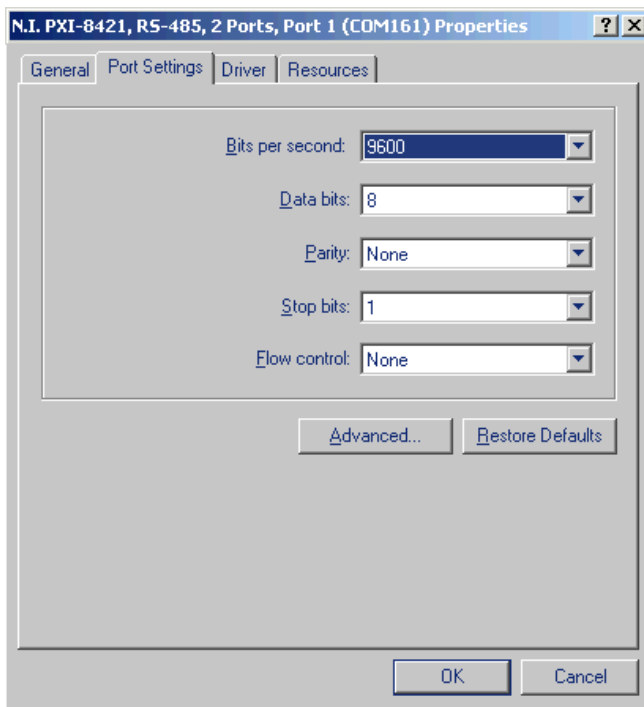 N.I. PXI-8421, RS-485, 2 Ports, Port 1 (COM161) Properties
General Port Settings Driver Resources
Bits per second: 9600
Data bits: 8
Parity: None
Stop bits: 1
Flow control: None
Advanced... Restore Defaults
OK Cancel